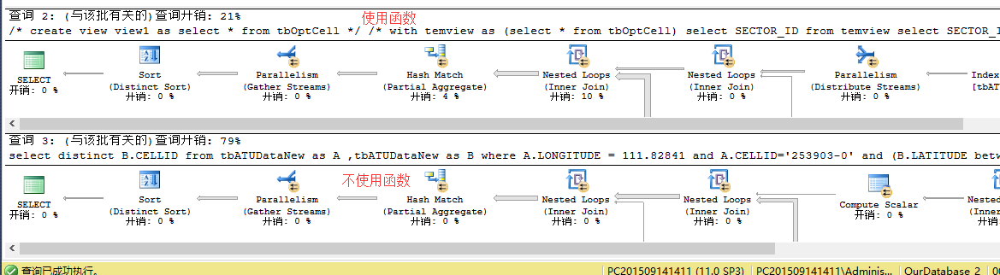 查询 2: (与该批有关的)查询开销: 21%
使用函数
/* create view view1 as select * from tbOptCell */ /* with temview as (select * from tbOptCell) select SECTOR_ID from temview select SECTOR_I
SELECT
开销: 0 %
Sort
(Distinct Sort)
开销: 0 %
Parallelism
(Gather Streams)
开销: 0 %
Hash Match
(Partial Aggregate)
开销: 4 %
Nested Loops
(Inner Join)
开销: 10 %
Nested Loops
(Inner Join)
开销: 0 %
Parallelism
(Distribute Streams)
开销: 0 %
Index
[tbAT
查询 3: (与该批有关的)查询开销: 79%
select distinct B.CELLID from tbATUDataNew as A ,tbATUDataNew as B where A.LONGITUDE = 111.82841 and A.CELLID='253903-0' and (B.LATITUDE betw
不使用函数
SELECT
开销: 0 %
Sort
(Distinct Sort)
开销: 0 %
Parallelism
(Gather Streams)
开销: 0 %
Hash Match
(Partial Aggregate)
开销: 0 %
Nested Loops
(Inner Join)
开销: 0 %
Nested Loops
(Inner Join)
开销: 0 %
Compute Scalar
开销: 0 %
Nested
(Inne
开销
查询已成功执行。
PC201509141411 (11.0 SP3)
PC201509141411\Adminis...
OurDatabase_2